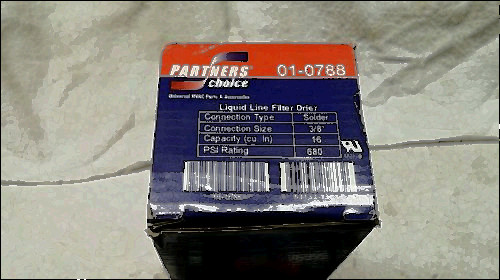 PARTNERS
Choice
01-0788
Universal HVAC Parts & Accessories
Liquid Line Filter Drier
Connection Type Solder
Connection Size 3/8"
Capacity (cu. In) 16
PSI Rating 680